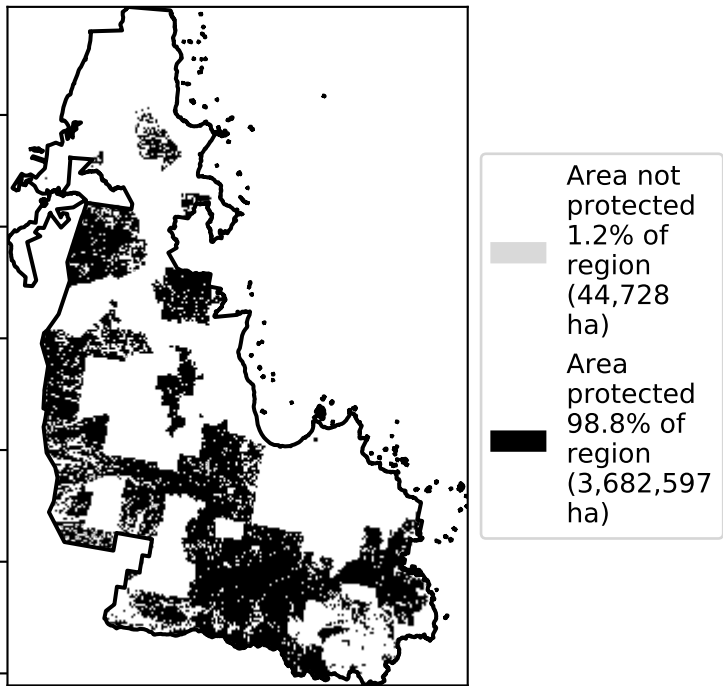 Area not
protected
1.2% of
region
(44,728
ha)
Area
protected
98.8% of
region
(3,682,597
ha)